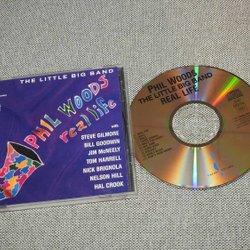 THE LITTLE BIG BAND
PHIL WOODS
real life
with
STEVE GILMORE
BILL GOODWIN
JIM McNEELY
TOM HARRELL
NICK BRIGNOLA
NELSON HILL
HAL CROOK
PHIL WOODS
THE LITTLE BIG BAND
REAL LIFE